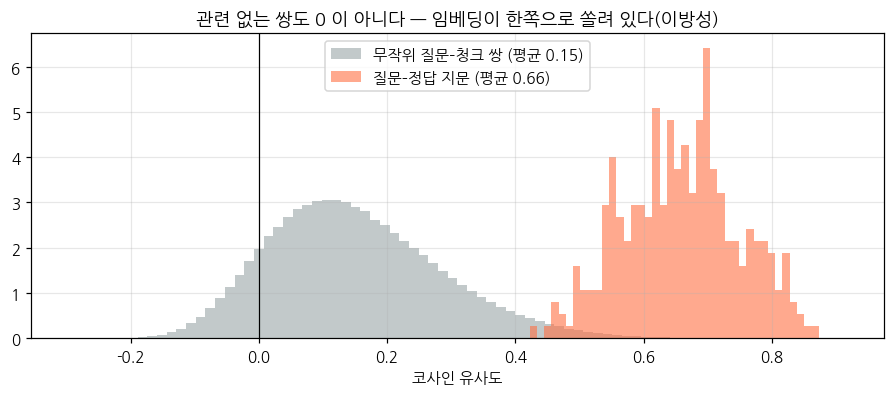 관련 없는 쌍도 0 이 아니다 — 임베딩이 한쪽으로 쏠려 있다(이방성)
무작위 질문-청크 쌍 (평균 0.15)
질문-정답 지문 (평균 0.66)
6
5
4
3
2
1
0
-0.2 0.0 0.2 0.4 0.6 0.8
코사인 유사도